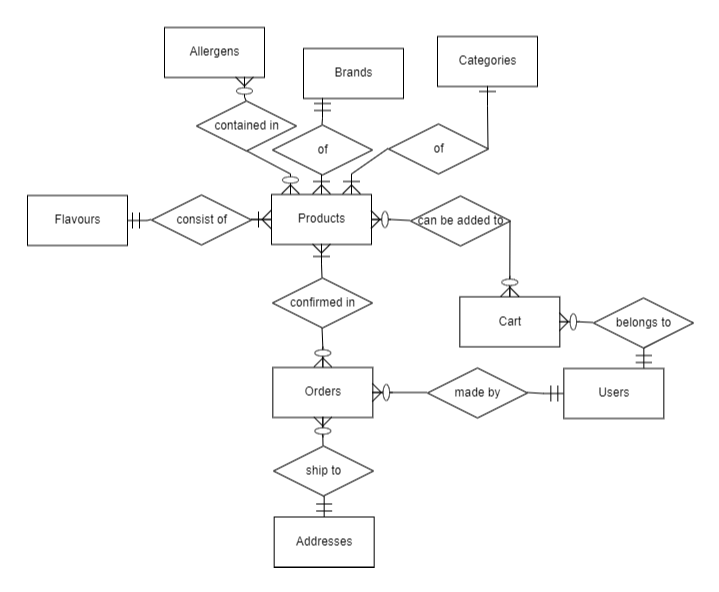 Allergens
Brands
Categories
contained in
of
of
Flavours
consist of
Products
can be added to
confirmed in
Cart
belongs to
Orders
made by
Users
ship to
Addresses